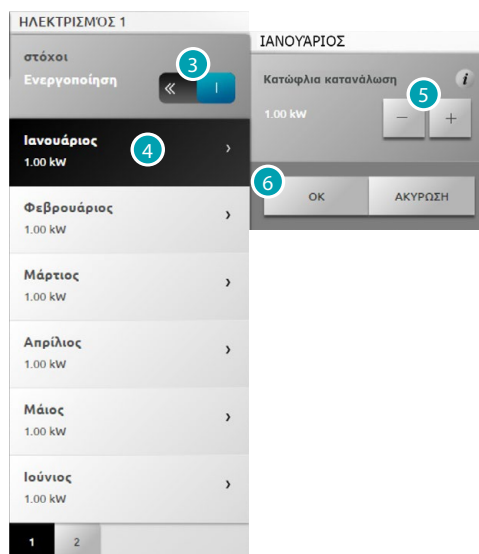 ΗΛΕΚΤΡΙΣΜΌΣ 1
στόχοι
Ενεργοποίηση
3
I
Ιανουάριος
1.00 kW
4
Φεβρουάριος
1.00 kW
Μάρτιος
1.00 kW
Απρίλιος
1.00 kW
Μάιος
1.00 kW
Ιούνιος
1.00 kW
1 2
ΙΑΝΟΥΆΡΙΟΣ
Κατώφλια κατανάλωση i
5
1.00 kW − +
6
OK ΑΚΥΡΩΣΗ